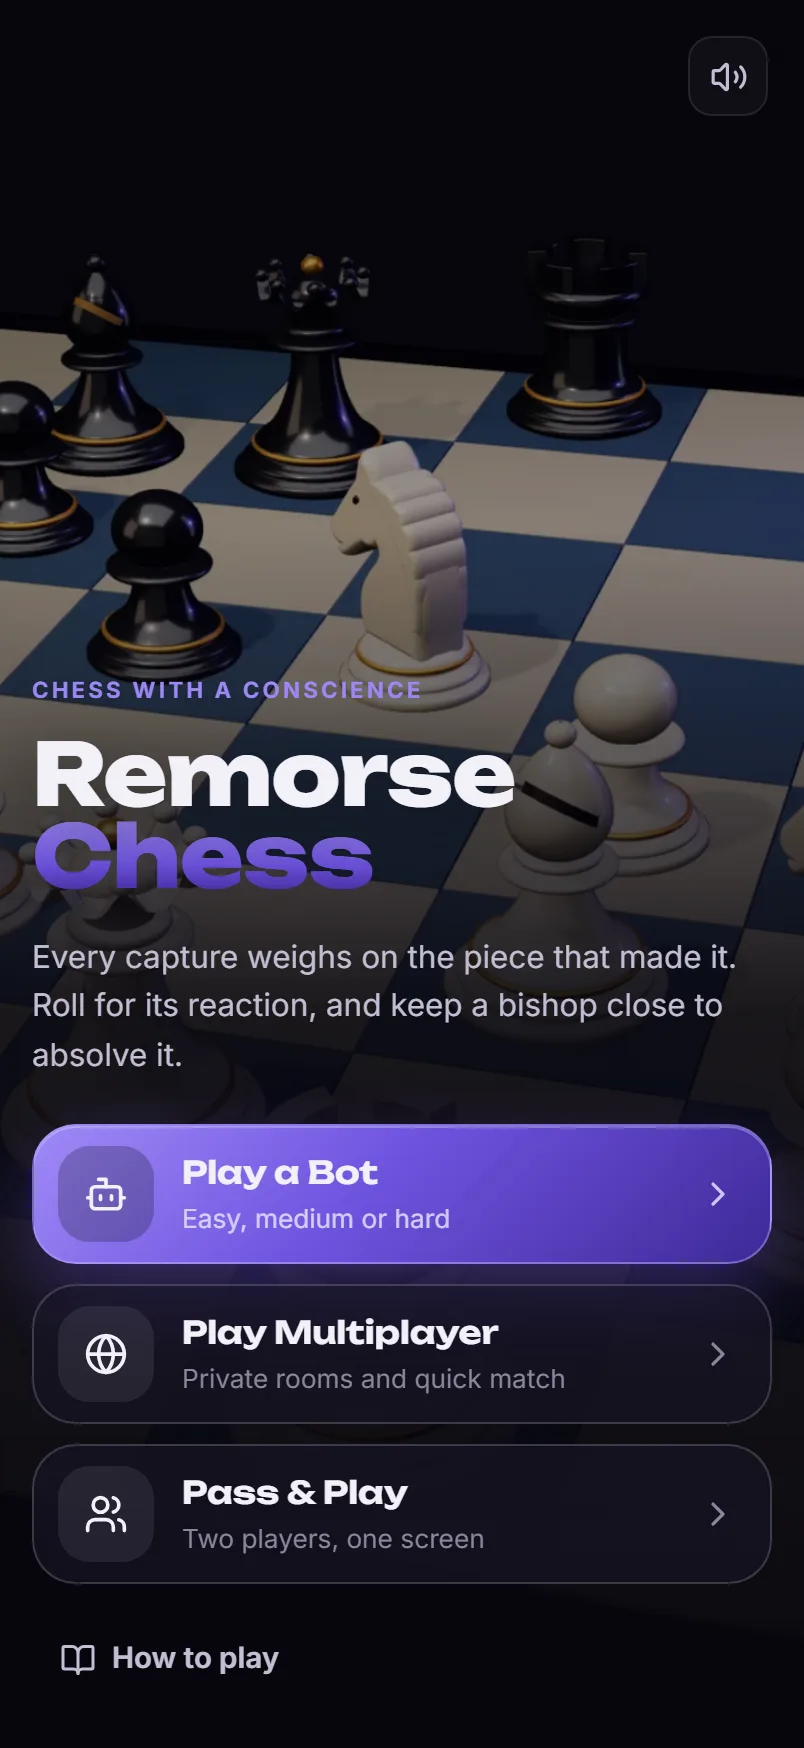 CHESS WITH A CONSCIENCE
Remorse
Chess
Every capture weighs on the piece that made it.
Roll for its reaction, and keep a bishop close to
absolve it.
Play a Bot
Easy, medium or hard
Play Multiplayer
Private rooms and quick match
Pass & Play
Two players, one screen
How to play